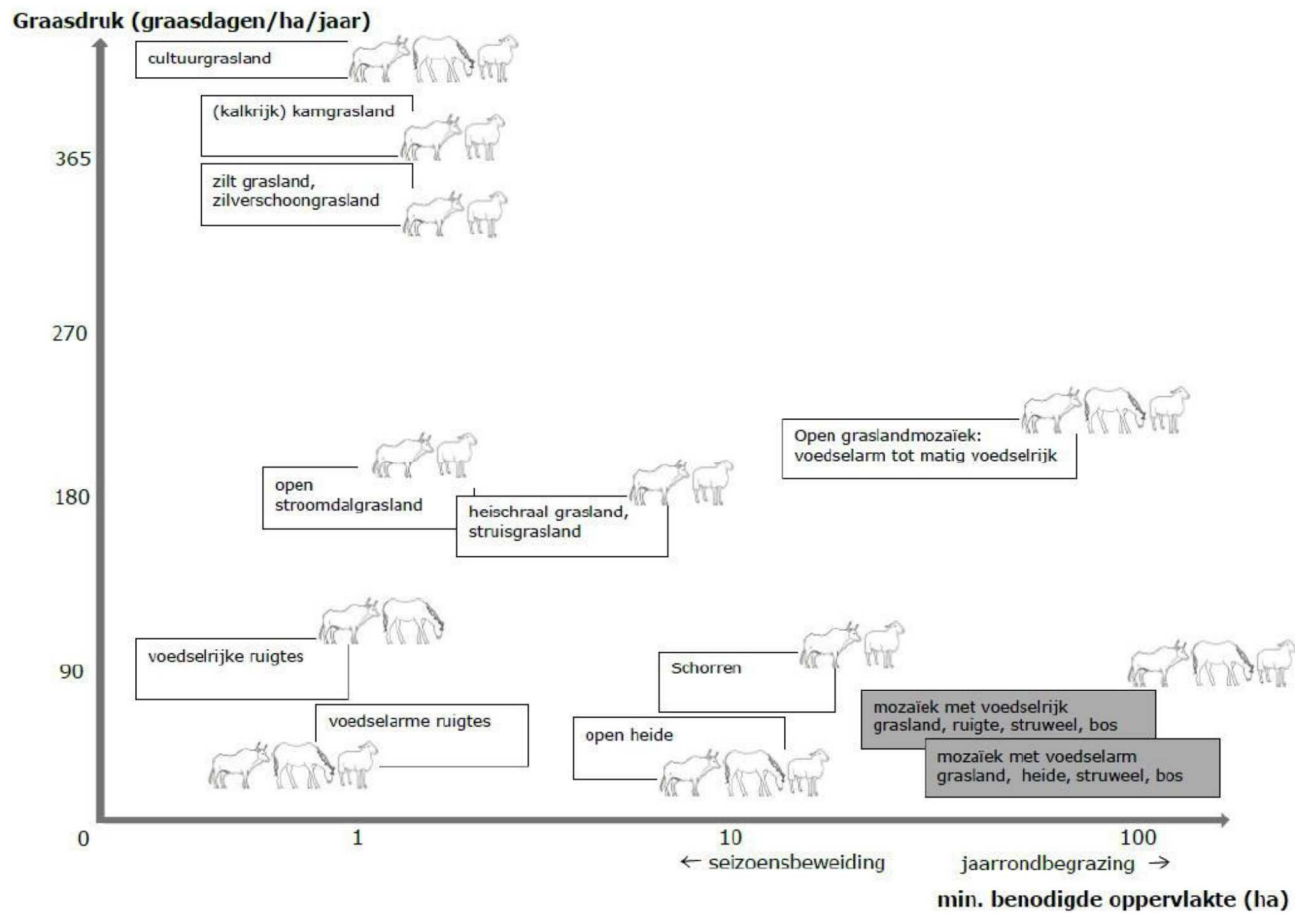 Graasdruk (graasdagen/ha/jaar)
cultuurgrasland
(kalkrijk) kamgrasland
365
zilt grasland,
zilverschoongrasland
270
Open graslandmozaïek:
voedselarm tot matig voedselrijk
180
open
stroomdalgrasland
heischraal grasland,
struisgrasland
90
voedselrijke ruigtes
Schorren
voedselarme ruigtes
open heide
mozaïek met voedselrijk
grasland, ruigte, struweel, bos
mozaïek met voedselarm
grasland, heide, struweel, bos
0
1
10
100
← seizoensbeweiding
jaarrondbegrazing →
min. benodigde oppervlakte (ha)